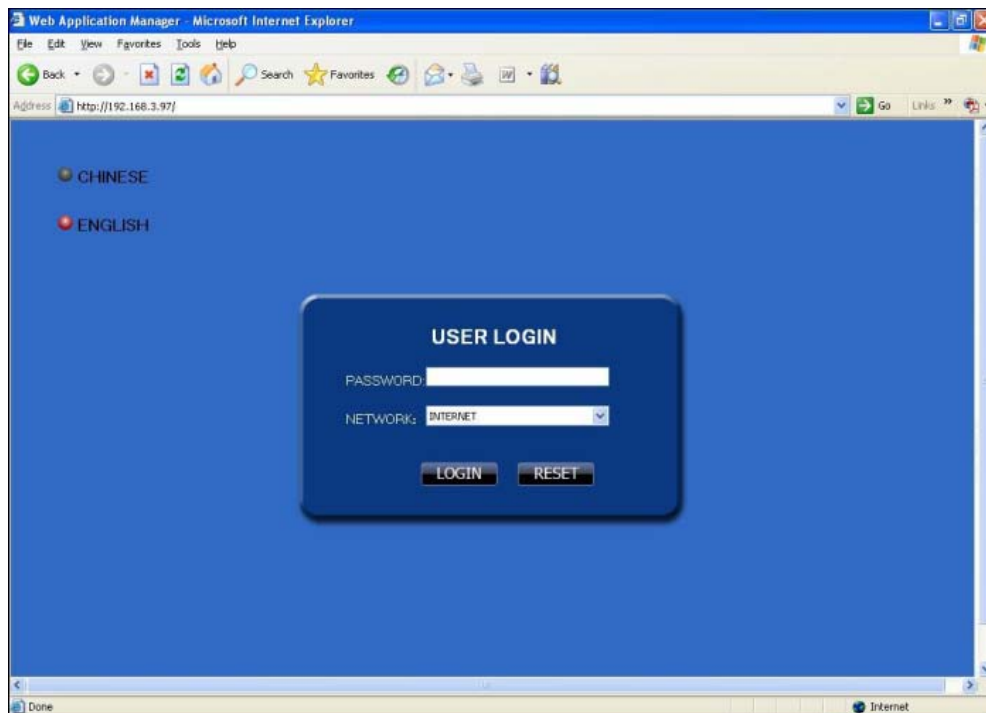 Web Application Manager - Microsoft Internet Explorer
File Edit View Favorites Tools Help
Back Search Favorites
Address http://192.168.3.97/ Go Links »
CHINESE
ENGLISH
USER LOGIN
PASSWORD:
NETWORK: INTERNET
LOGIN RESET
Done Internet